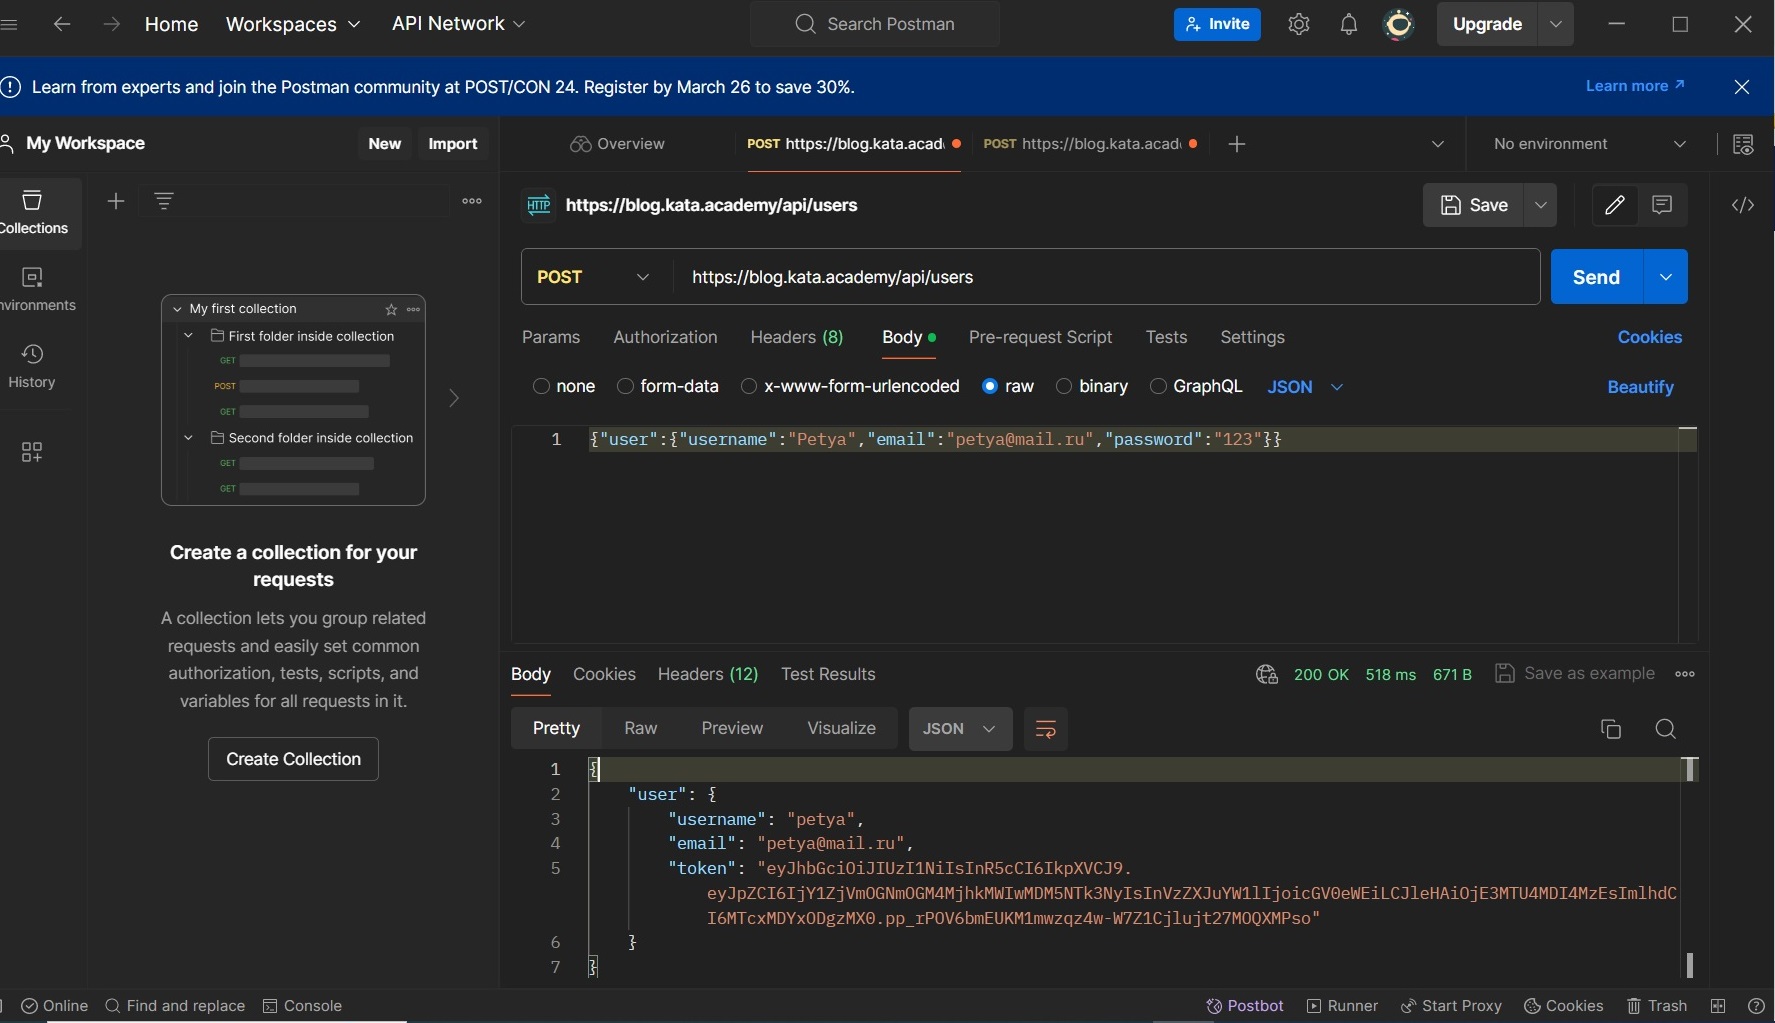 Home Workspaces API Network Search Postman Invite Upgrade
Learn from experts and join the Postman community at POST/CON 24. Register by March 26 to save 30%. Learn more
My Workspace New Import
Overview POST https://blog.kata.acad POST https://blog.kata.acad No environment
Collections
nvironments
History
My first collection
First folder inside collection
GET
POST
GET
Second folder inside collection
GET
GET
Create a collection for your
requests
A collection lets you group related
requests and easily set common
authorization, tests, scripts, and
variables for all requests in it.
Create Collection
HTTP https://blog.kata.academy/api/users Save
POST https://blog.kata.academy/api/users Send
Params Authorization Headers (8) Body Pre-request Script Tests Settings Cookies
none form-data x-www-form-urlencoded raw binary GraphQL JSON Beautify
1 {"user":{"username":"Petya","email":"petya@mail.ru","password":"123"}}
Body Cookies Headers (12) Test Results 200 OK 518 ms 671 B Save as example
Pretty Raw Preview Visualize JSON
1 {
2 "user": {
3 "username": "petya",
4 "email": "petya@mail.ru",
5 "token": "eyJhbGciOiJIUzI1NiIsInR5cCI6IkpXVCJ9.
eyJpZCI6IjY1ZjVmOGNmOGM4MjhkMWIwMDM5NTk3NyIsInVzZXJuYW1lIjoicGV0eWEiLCJleHAiOjE3MTU4MDI4MzEsImlhdC
I6MTcxMDYxODgzMX0.pp_rPOV6bmEUKM1mwzqz4w-W7Z1Cjlujt27MOQXMPso"
6 }
7 }
Online Find and replace Console Postbot Runner Start Proxy Cookies Trash